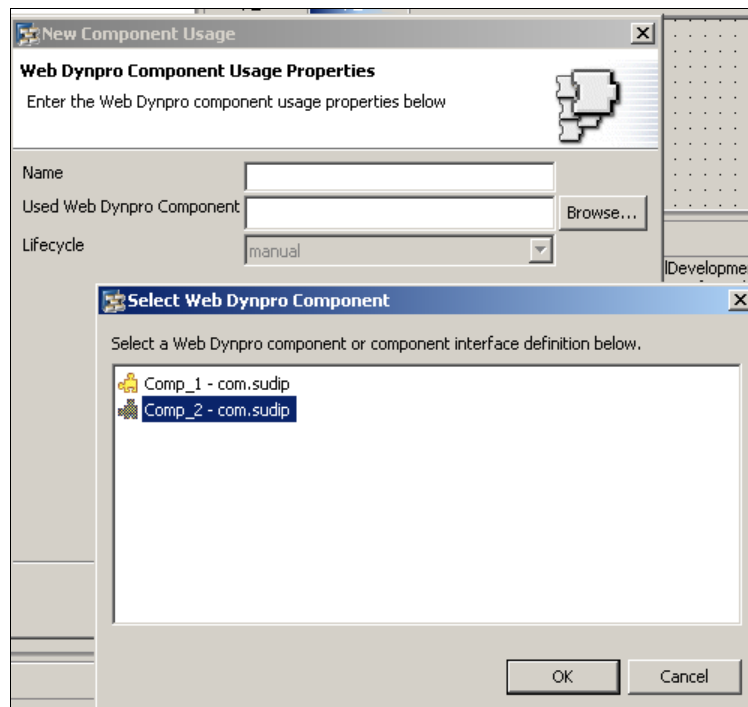 New Component Usage
Web Dynpro Component Usage Properties
Enter the Web Dynpro component usage properties below
Name
Used Web Dynpro Component
Browse...
Lifecycle
manual
lDevelopme
Select Web Dynpro Component
Select a Web Dynpro component or component interface definition below.
Comp_1 - com.sudip
Comp_2 - com.sudip
OK
Cancel